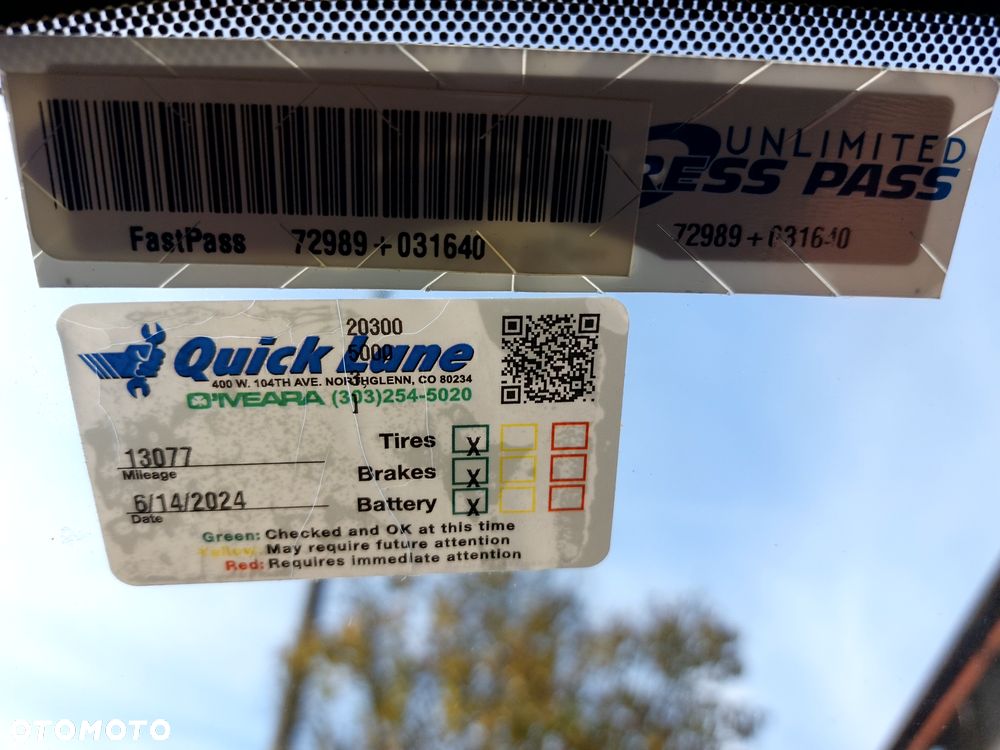 UNLIMITED
RESS PASS
FastPass 72989+031640
72989+031640
20300
Quick Lane
5000
400 W. 104TH AVE. NORTHGLENN, CO 80234
O'MEARA (303)254-5020
Tires X
13077
Mileage
Brakes X
6/14/2024
Date
Battery X
Green: Checked and OK at this time
Yellow: May require future attention
Red: Requires immediate attention
OTOMOTO